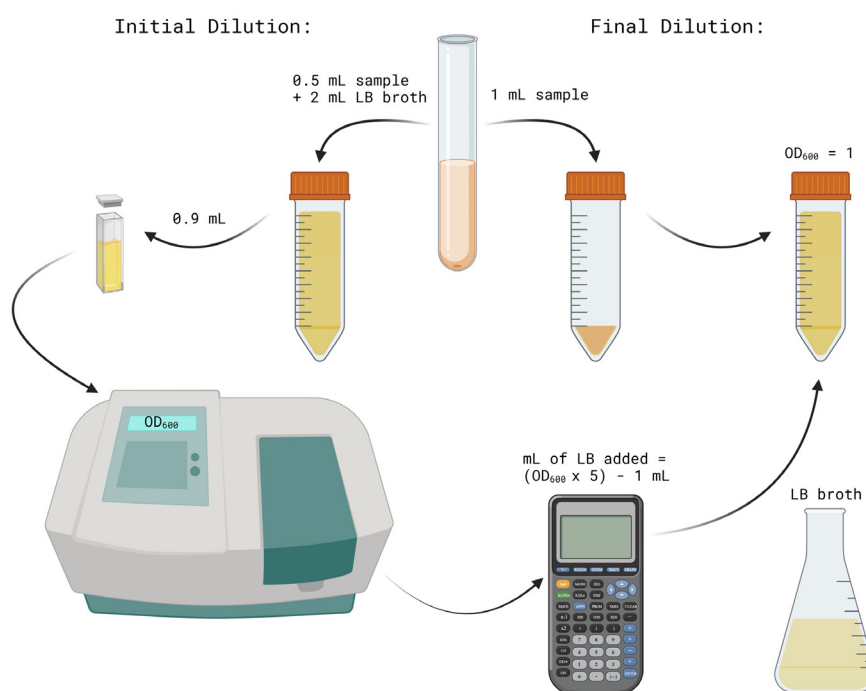 Initial Dilution:
Final Dilution:
0.5 mL sample
+ 2 mL LB broth
1 mL sample
OD₆₀₀ = 1
0.9 mL
OD₆₀₀
mL of LB added =
(OD₆₀₀ x 5) - 1 mL
LB broth